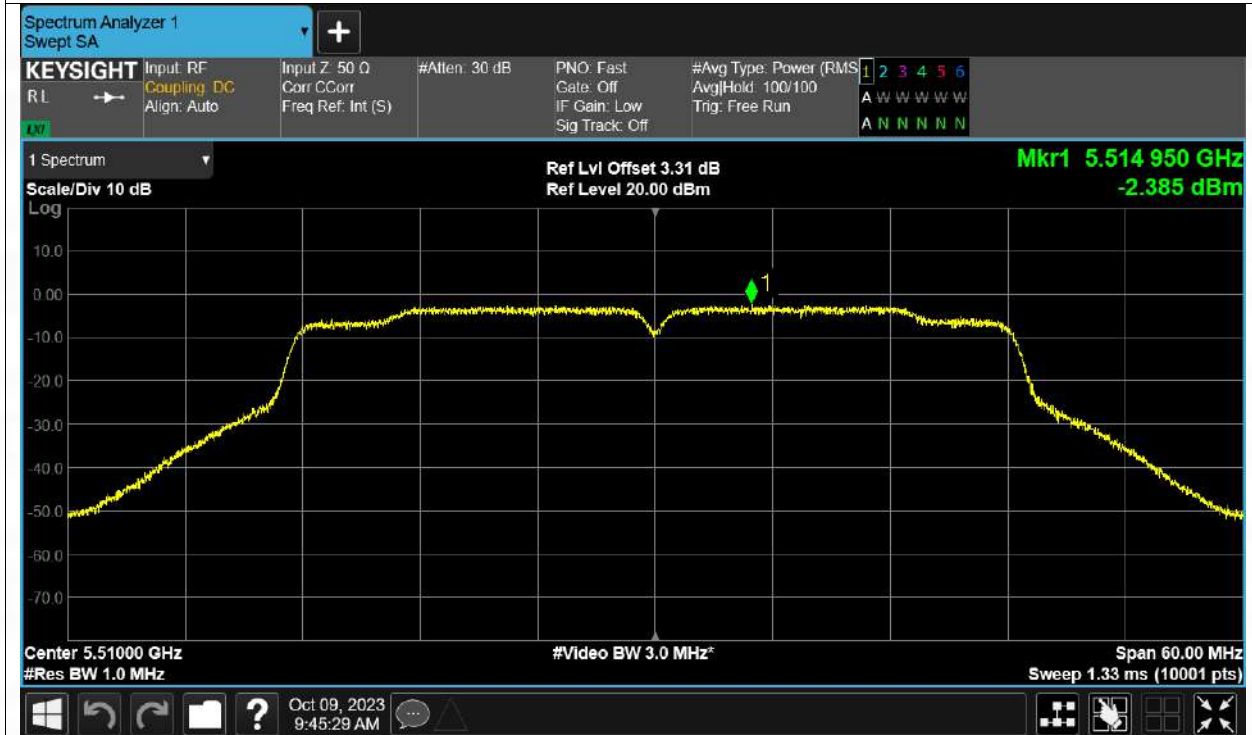 Spectrum Analyzer 1
Swept SA
+
KEYSIGHT
RL
LXI
Input: RF
Coupling: DC
Align: Auto
Input Z: 50 Ω
Corr CCorr
Freq Ref: Int (S)
#Atten: 30 dB
PNO: Fast
Gate: Off
IF Gain: Low
Sig Track: Off
#Avg Type: Power (RMS
Avg|Hold: 100/100
Trig: Free Run
1 2 3 4 5 6
A W W W W W
A N N N N N
1 Spectrum
Scale/Div 10 dB
Log
Ref Lvl Offset 3.31 dB
Ref Level 20.00 dBm
Mkr1 5.514 950 GHz
-2.385 dBm
10.0
0.00
-10.0
-20.0
-30.0
-40.0
-50.0
-60.0
-70.0
1
Center 5.51000 GHz
#Res BW 1.0 MHz
#Video BW 3.0 MHz*
Span 60.00 MHz
Sweep 1.33 ms (10001 pts)
?
Oct 09, 2023
9:45:29 AM